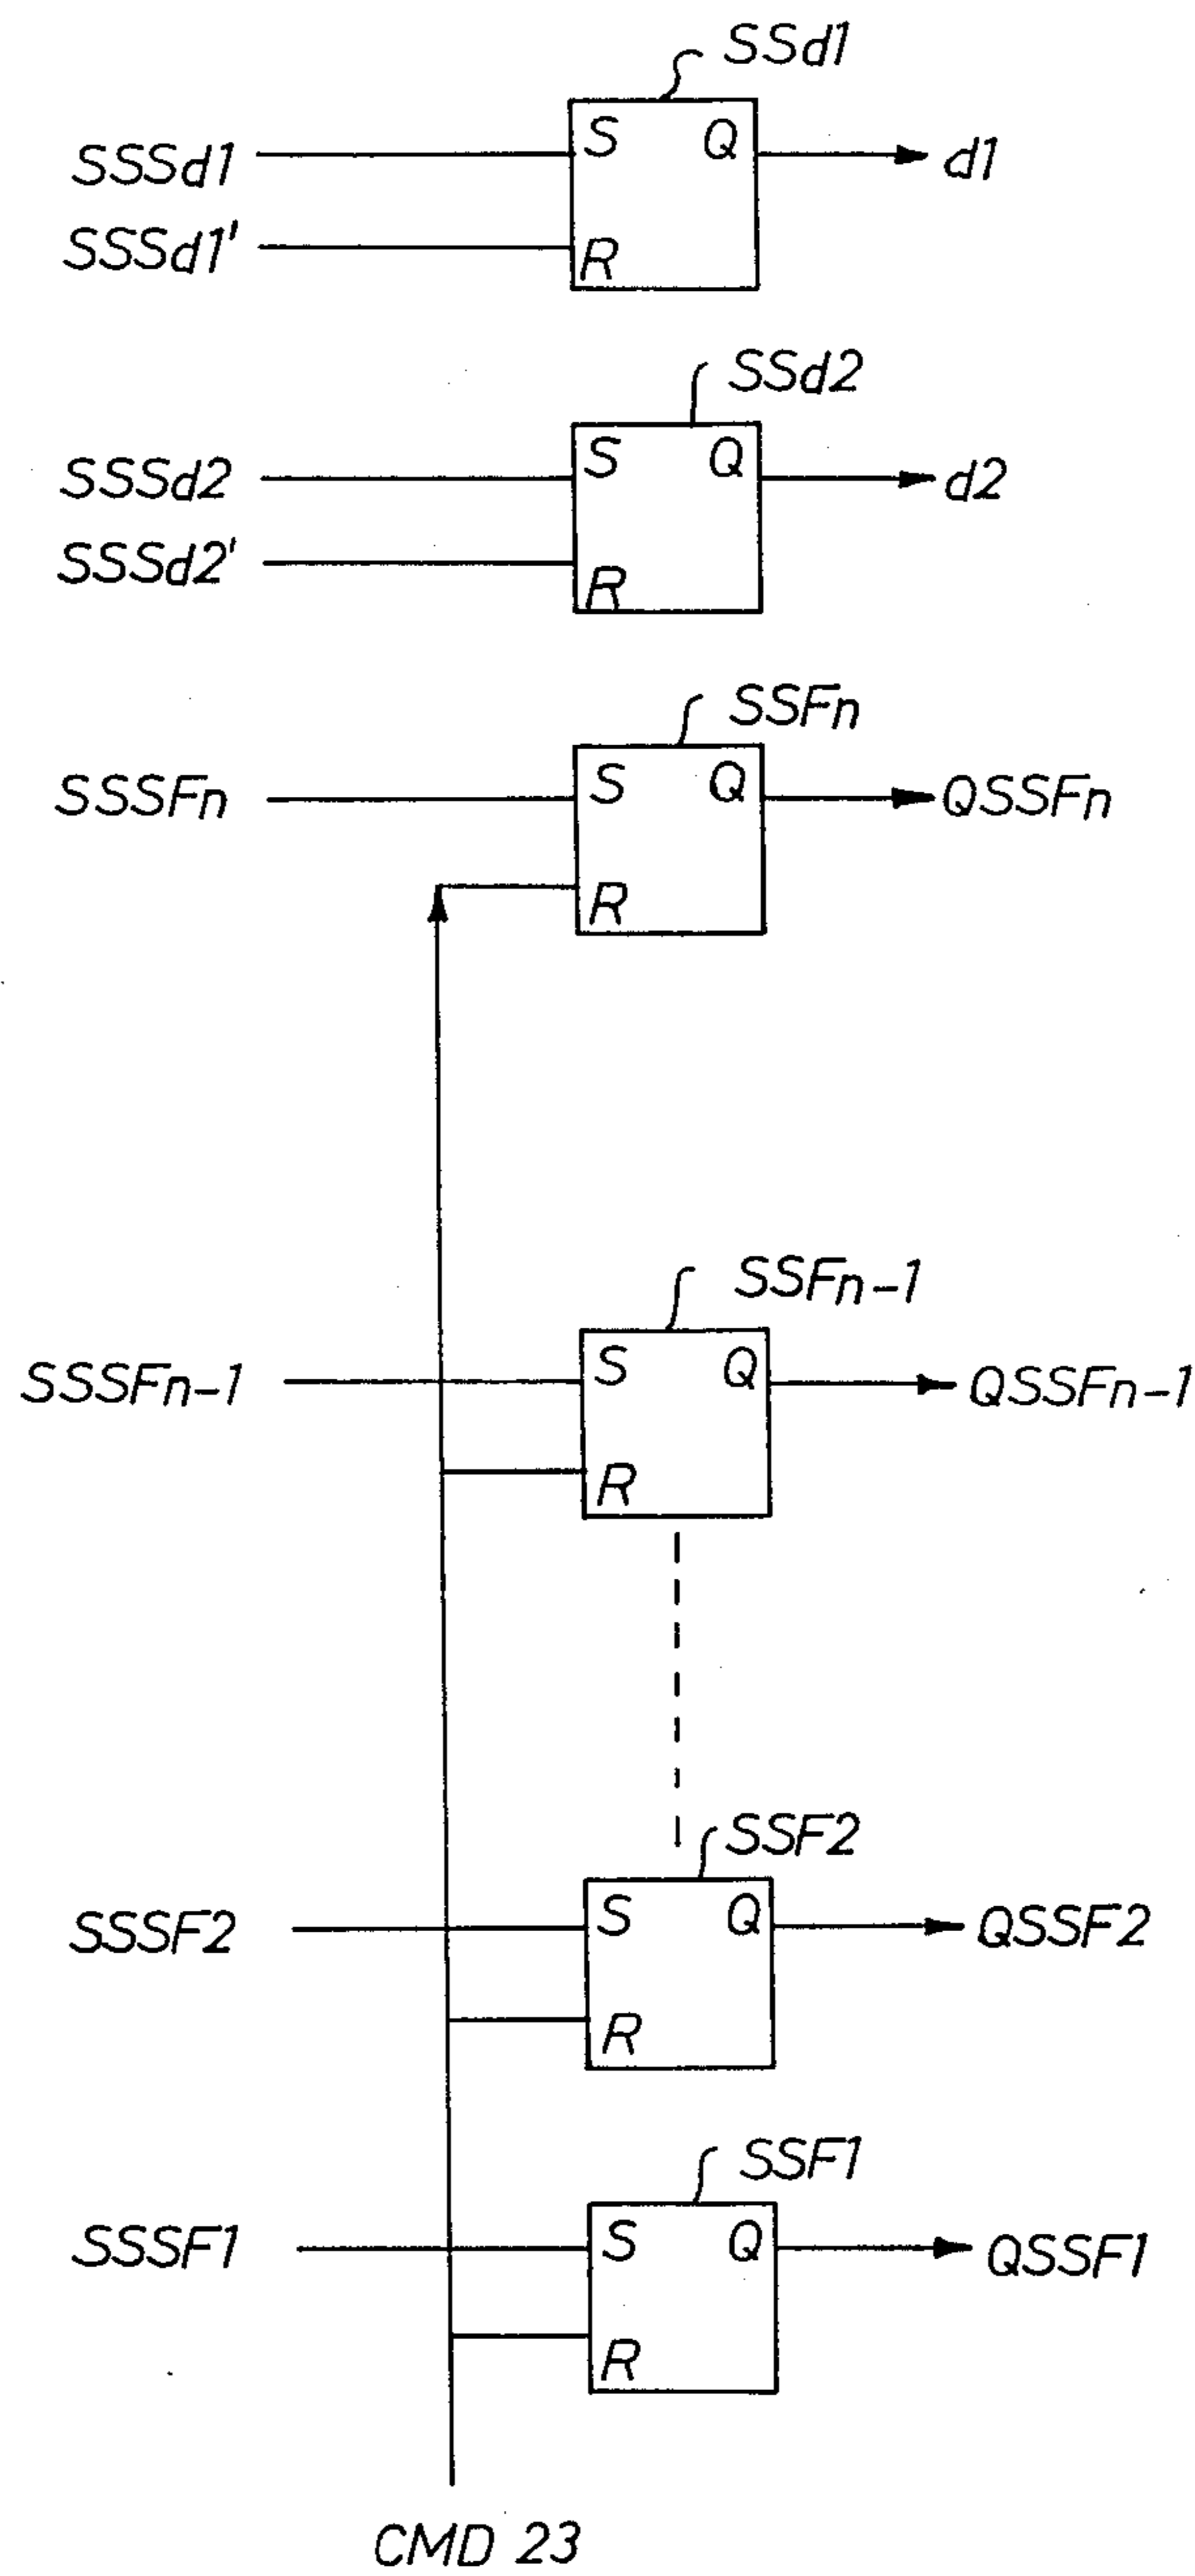 SSd1
SSSd1 S Q d1
SSSd1' R
SSd2
SSSd2 S Q d2
SSSd2' R
SSFn
SSSFn S Q QSSFn
R
SSFn-1
SSSFn-1 S Q QSSFn-1
R
SSF2
SSSF2 S Q QSSF2
R
SSF1
SSSF1 S Q QSSF1
R
CMD 23